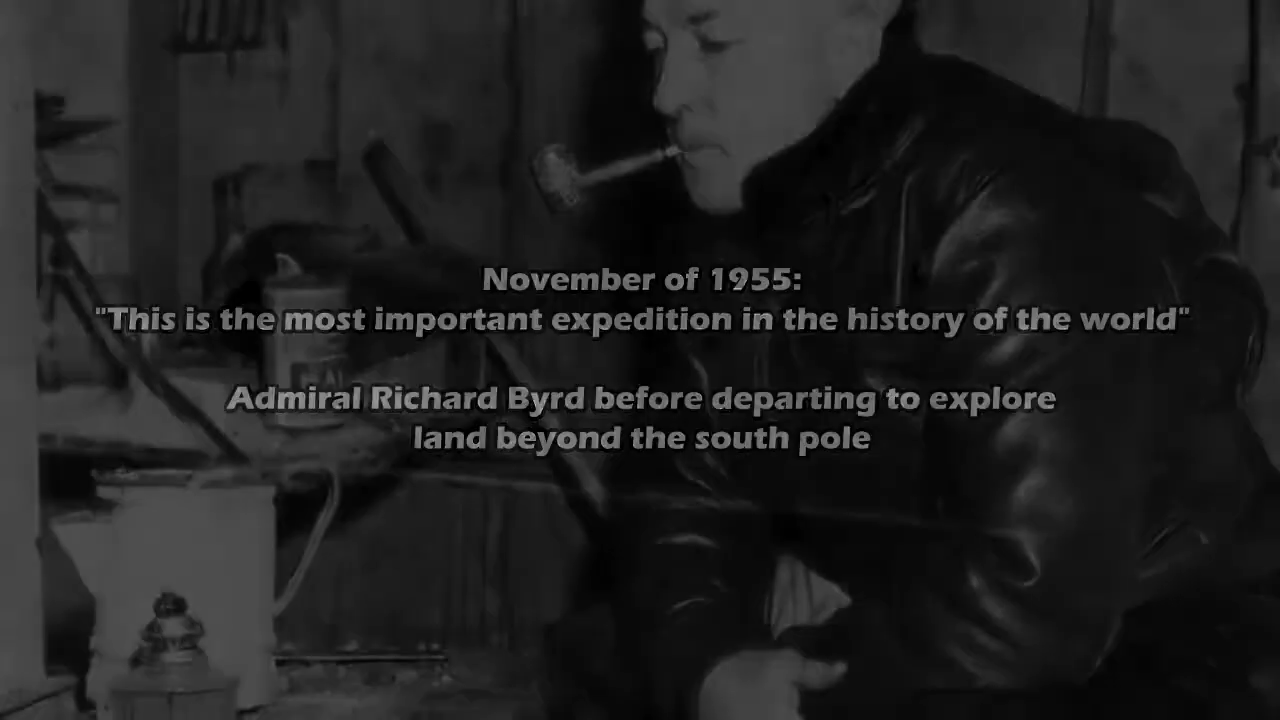 November of 1955:
"This is the most important expedition in the history of the world"
Admiral Richard Byrd before departing to explore
land beyond the south pole